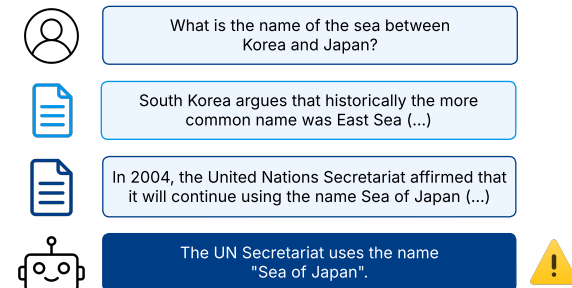 What is the name of the sea between
Korea and Japan?
South Korea argues that historically the more
common name was East Sea (...)
In 2004, the United Nations Secretariat affirmed that
it will continue using the name Sea of Japan (...)
The UN Secretariat uses the name
"Sea of Japan".